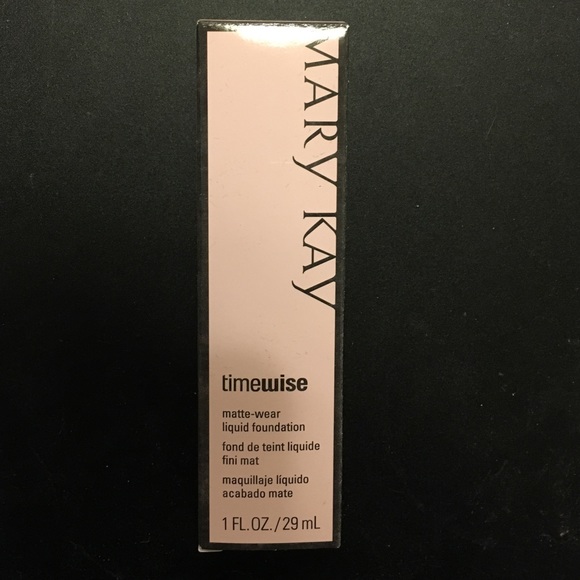 MARY KAY
timewise
matte-wear
liquid foundation
fond de teint liquide
fini mat
maquillaje líquido
acabado mate
1 FL.OZ./29 mL